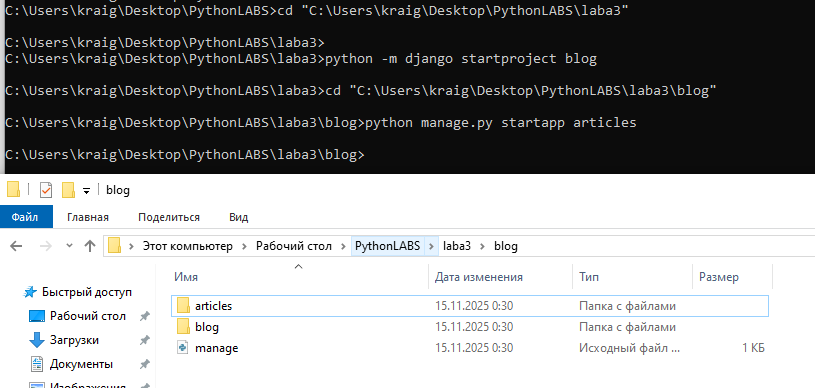 C:\Users\kraig\Desktop\PythonLABS>cd "C:\Users\kraig\Desktop\PythonLABS\laba3"
C:\Users\kraig\Desktop\PythonLABS\laba3>
C:\Users\kraig\Desktop\PythonLABS\laba3>python -m django startproject blog
C:\Users\kraig\Desktop\PythonLABS\laba3>cd "C:\Users\kraig\Desktop\PythonLABS\laba3\blog"
C:\Users\kraig\Desktop\PythonLABS\laba3\blog>python manage.py startapp articles
C:\Users\kraig\Desktop\PythonLABS\laba3\blog>
blog
Файл Главная Поделиться Вид
Этот компьютер > Рабочий стол > PythonLABS > laba3 > blog
Имя Дата изменения Тип Размер
Быстрый доступ
Рабочий стол
Загрузки
Документы
Изображения
articles 15.11.2025 0:30 Папка с файлами
blog 15.11.2025 0:30 Папка с файлами
manage 15.11.2025 0:30 Исходный файл ... 1 КБ